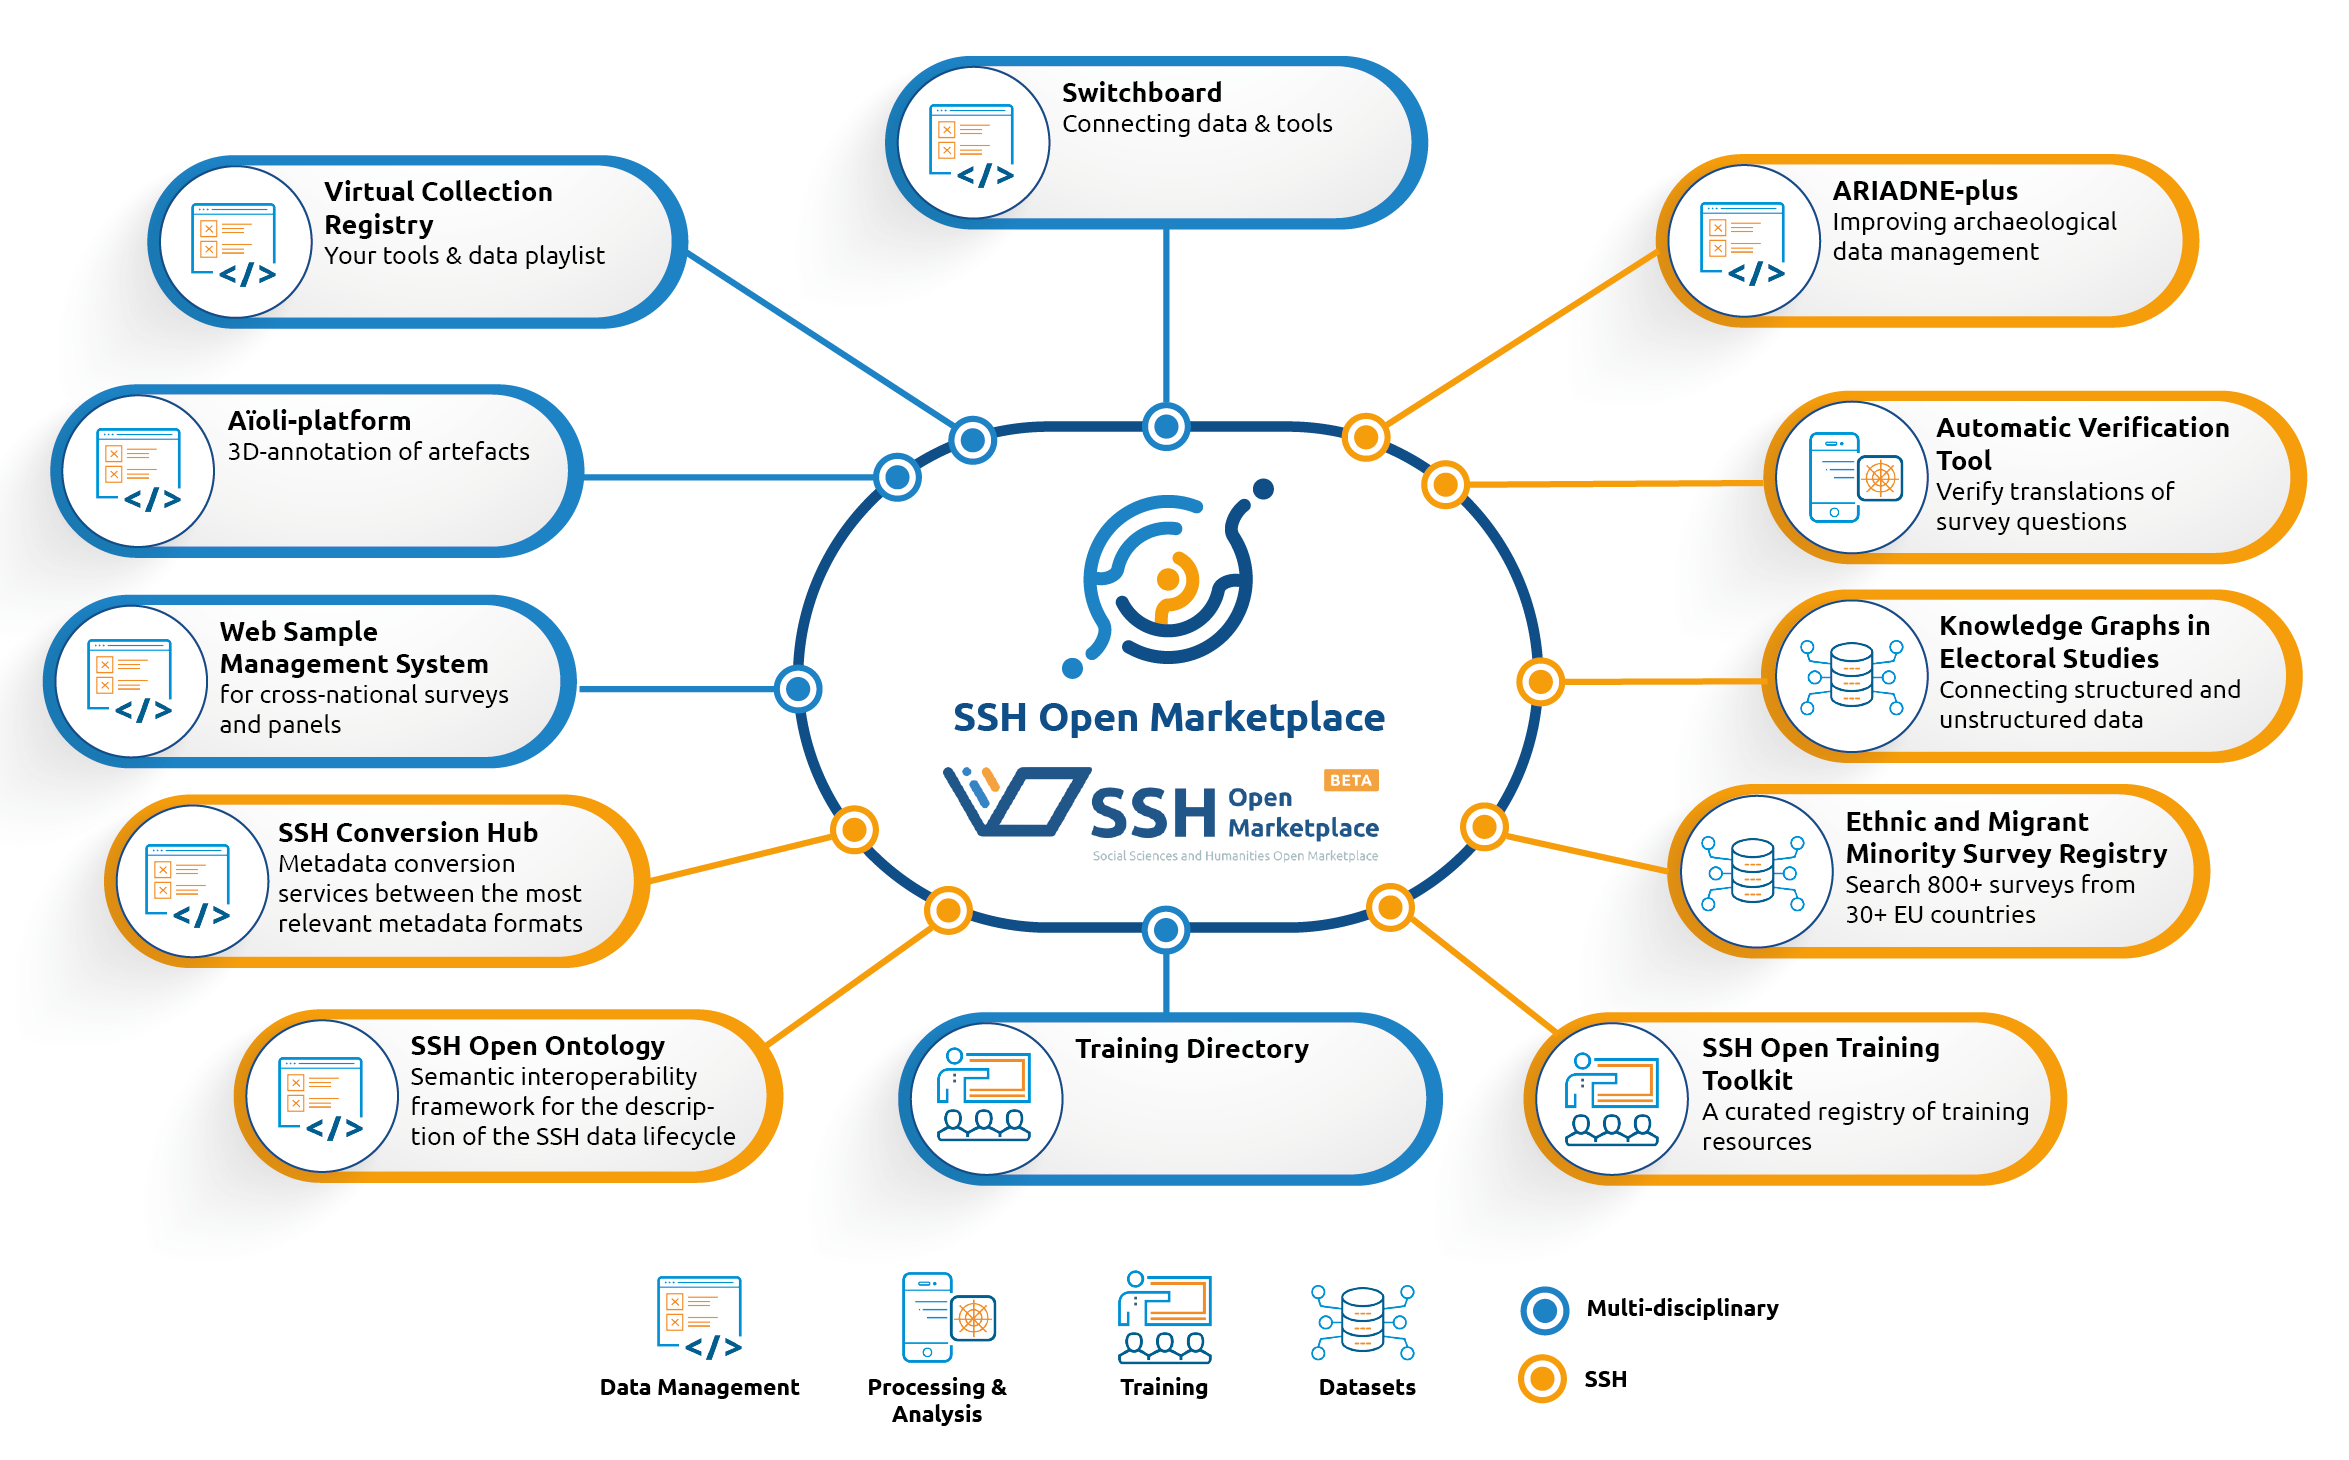 Switchboard
Connecting data & tools
Virtual Collection
Registry
Your tools & data playlist
ARIADNE-plus
Improving archaeological
data management
Aïoli-platform
3D-annotation of artefacts
Automatic Verification
Tool
Verify translations of
survey questions
Web Sample
Management System
for cross-national surveys
and panels
Knowledge Graphs in
Electoral Studies
Connecting structured and
unstructured data
SSH Open Marketplace
BETA
SSH Open
Marketplace
Social Sciences and Humanities Open Marketplace
SSH Conversion Hub
Metadata conversion
services between the most
relevant metadata formats
Ethnic and Migrant
Minority Survey Registry
Search 800+ surveys from
30+ EU countries
SSH Open Ontology
Semantic interoperability
framework for the descrip-
tion of the SSH data lifecycle
Training Directory
SSH Open Training
Toolkit
A curated registry of training
resources
Data Management
Processing &
Analysis
Training
Datasets
Multi-disciplinary
SSH